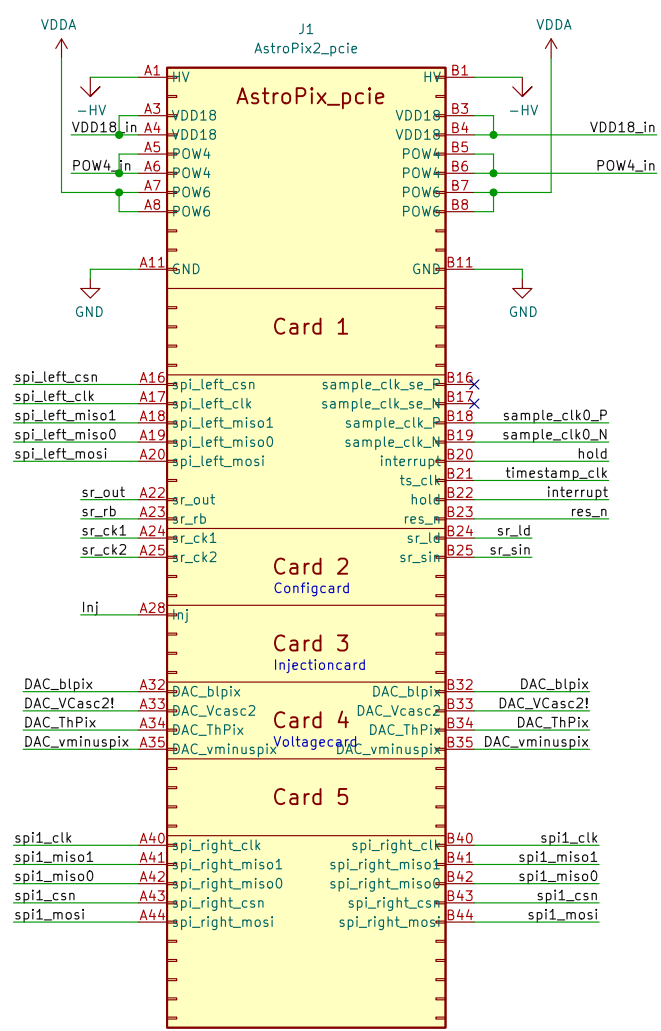 J1
AstroPix2_pcie
VDDA VDDA
A1 HV HV B1
-HV AstroPix_pcie -HV
A3 VDD18 VDD18 B3
VDD18_in A4 VDD18 VDD18 B4 VDD18_in
A5 POW4 POW4 B5
POW4_in A6 POW4 POW4 B6 POW4_in
A7 POW6 POW6 B7
A8 POW6 POW6 B8
A11 GND GND B11
GND GND
Card 1
spi_left_csn A16 spi_left_csn sample_clk_se_P B16
spi_left_clk A17 spi_left_clk sample_clk_se_N B17
spi_left_miso1 A18 spi_left_miso1 sample_clk_P B18 sample_clk0_P
spi_left_miso0 A19 spi_left_miso0 sample_clk_N B19 sample_clk0_N
spi_left_mosi A20 spi_left_mosi interrupt B20 hold
ts_clk B21 timestamp_clk
sr_out A22 sr_out hold B22 interrupt
sr_rb A23 sr_rb res_n B23 res_n
sr_ck1 A24 sr_ck1 sr_ld B24 sr_ld
sr_ck2 A25 sr_ck2 sr_sin B25 sr_sin
Card 2
Configcard
Inj A28 Inj
Card 3
Injectioncard
DAC_blpix A32 DAC_blpix DAC_blpix B32 DAC_blpix
DAC_VCasc2! A33 DAC_Vcasc2 DAC_Vcasc2 B33 DAC_VCasc2!
Card 4
DAC_ThPix A34 DAC_ThPix DAC_ThPix B34 DAC_ThPix
Voltagecard
DAC_vminuspix A35 DAC_vminuspix DAC_vminuspix B35 DAC_vminuspix
Card 5
spi1_clk A40 spi_right_clk spi_right_clk B40 spi1_clk
spi1_miso1 A41 spi_right_miso1 spi_right_miso1 B41 spi1_miso1
spi1_miso0 A42 spi_right_miso0 spi_right_miso0 B42 spi1_miso0
spi1_csn A43 spi_right_csn spi_right_csn B43 spi1_csn
spi1_mosi A44 spi_right_mosi spi_right_mosi B44 spi1_mosi